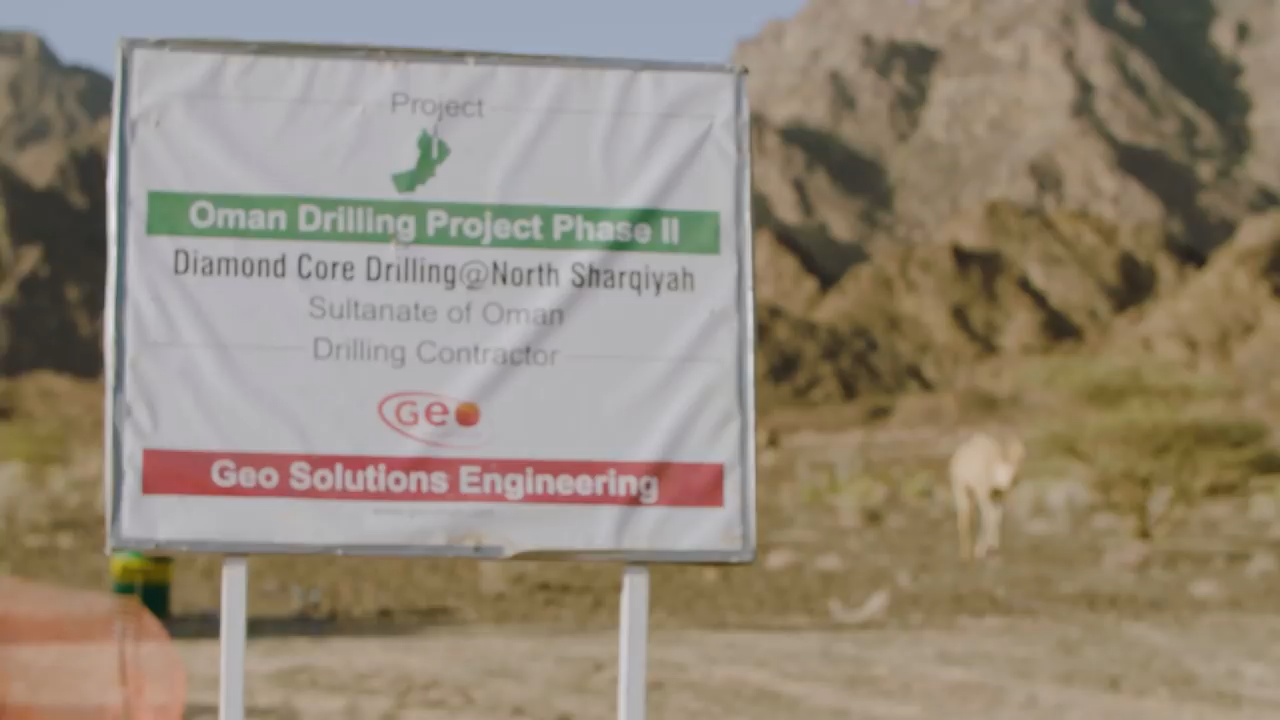 Project
Oman Drilling Project Phase II
Diamond Core Drilling@North Sharqiyah
Sultanate of Oman
Drilling Contractor
Geo
Geo Solutions Engineering